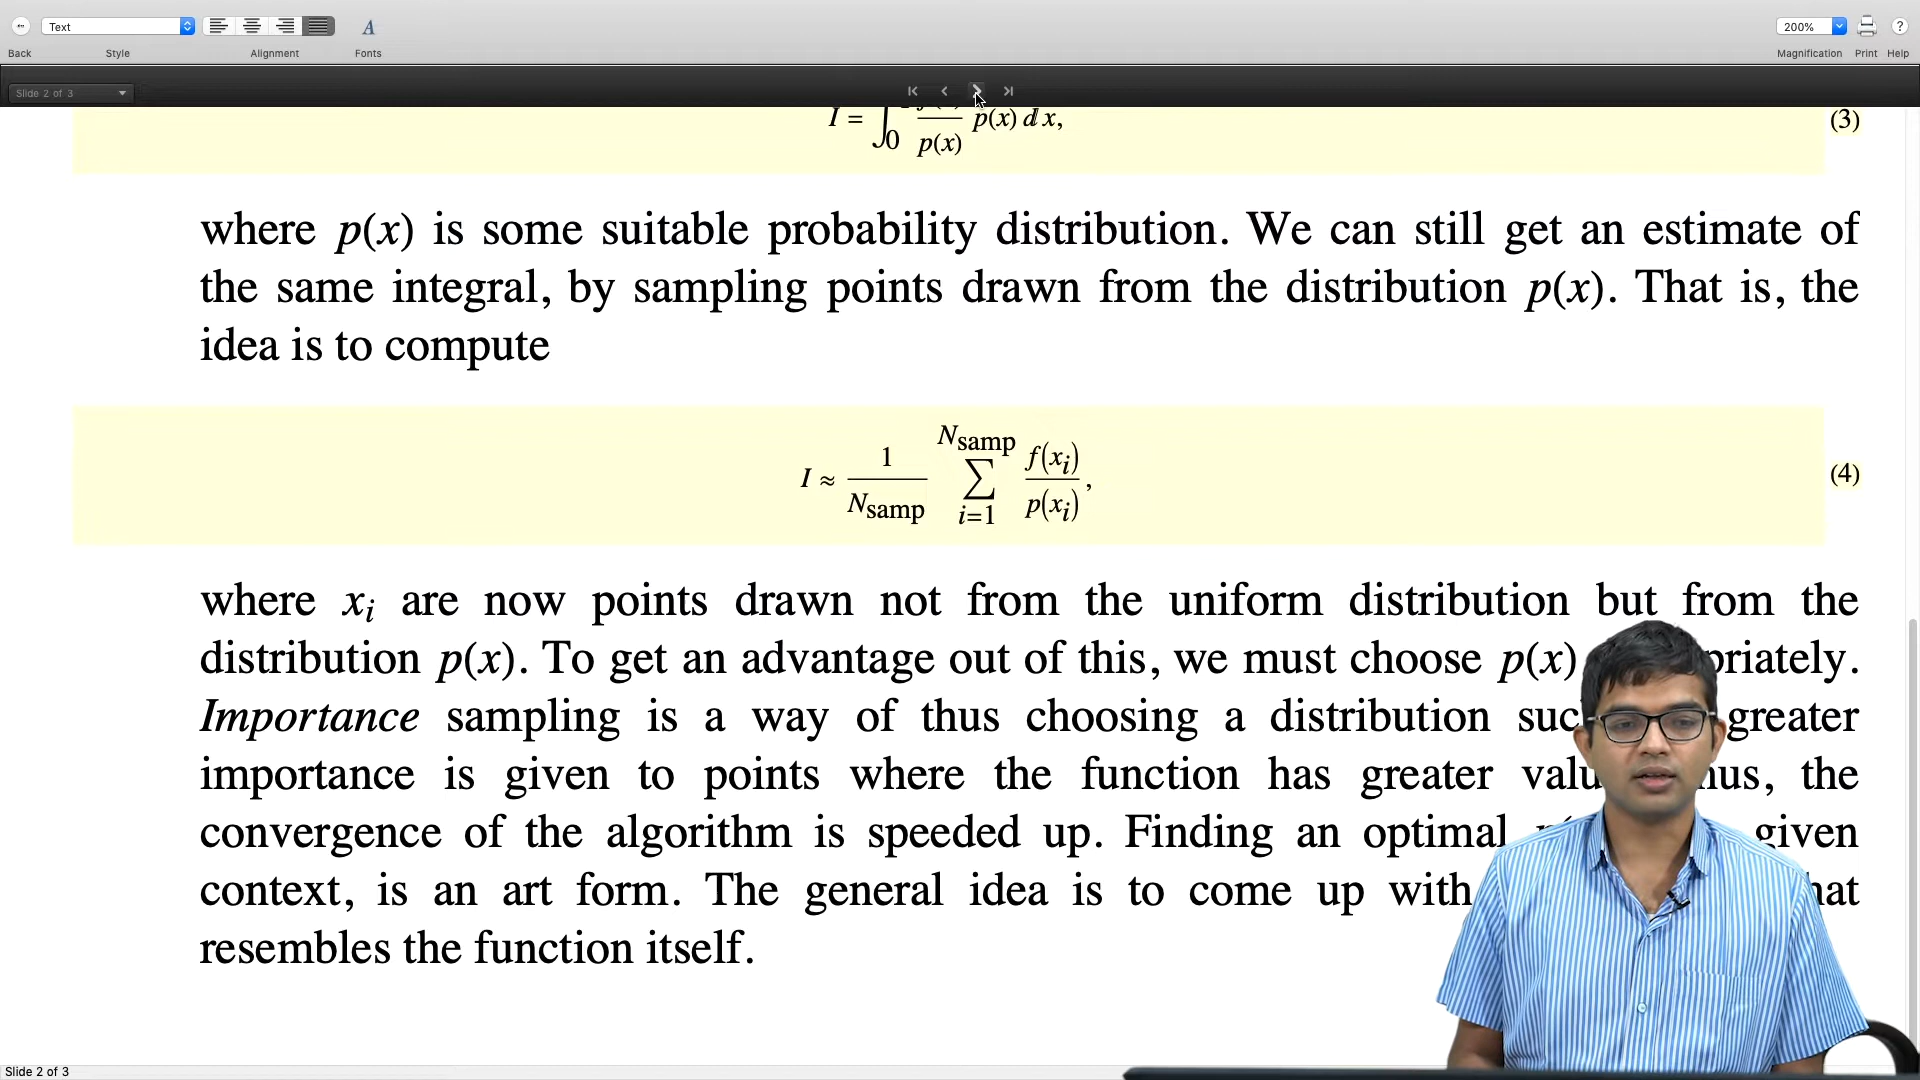 Text
200%
Back Style Alignment Fonts Magnification Print Help
Slide 2 of 3
I = ∫0 p(x) p(x) d x, (3)
where p(x) is some suitable probability distribution. We can still get an estimate of
the same integral, by sampling points drawn from the distribution p(x). That is, the
idea is to compute
I ≈ 1/Nsamp ∑i=1^Nsamp f(xi)/p(xi), (4)
where xi are now points drawn not from the uniform distribution but from the
distribution p(x). To get an advantage out of this, we must choose p(x) priately.
Importance sampling is a way of thus choosing a distribution suc greater
importance is given to points where the function has greater valu hus, the
convergence of the algorithm is speeded up. Finding an optimal given
context, is an art form. The general idea is to come up with hat
resembles the function itself.
Slide 2 of 3